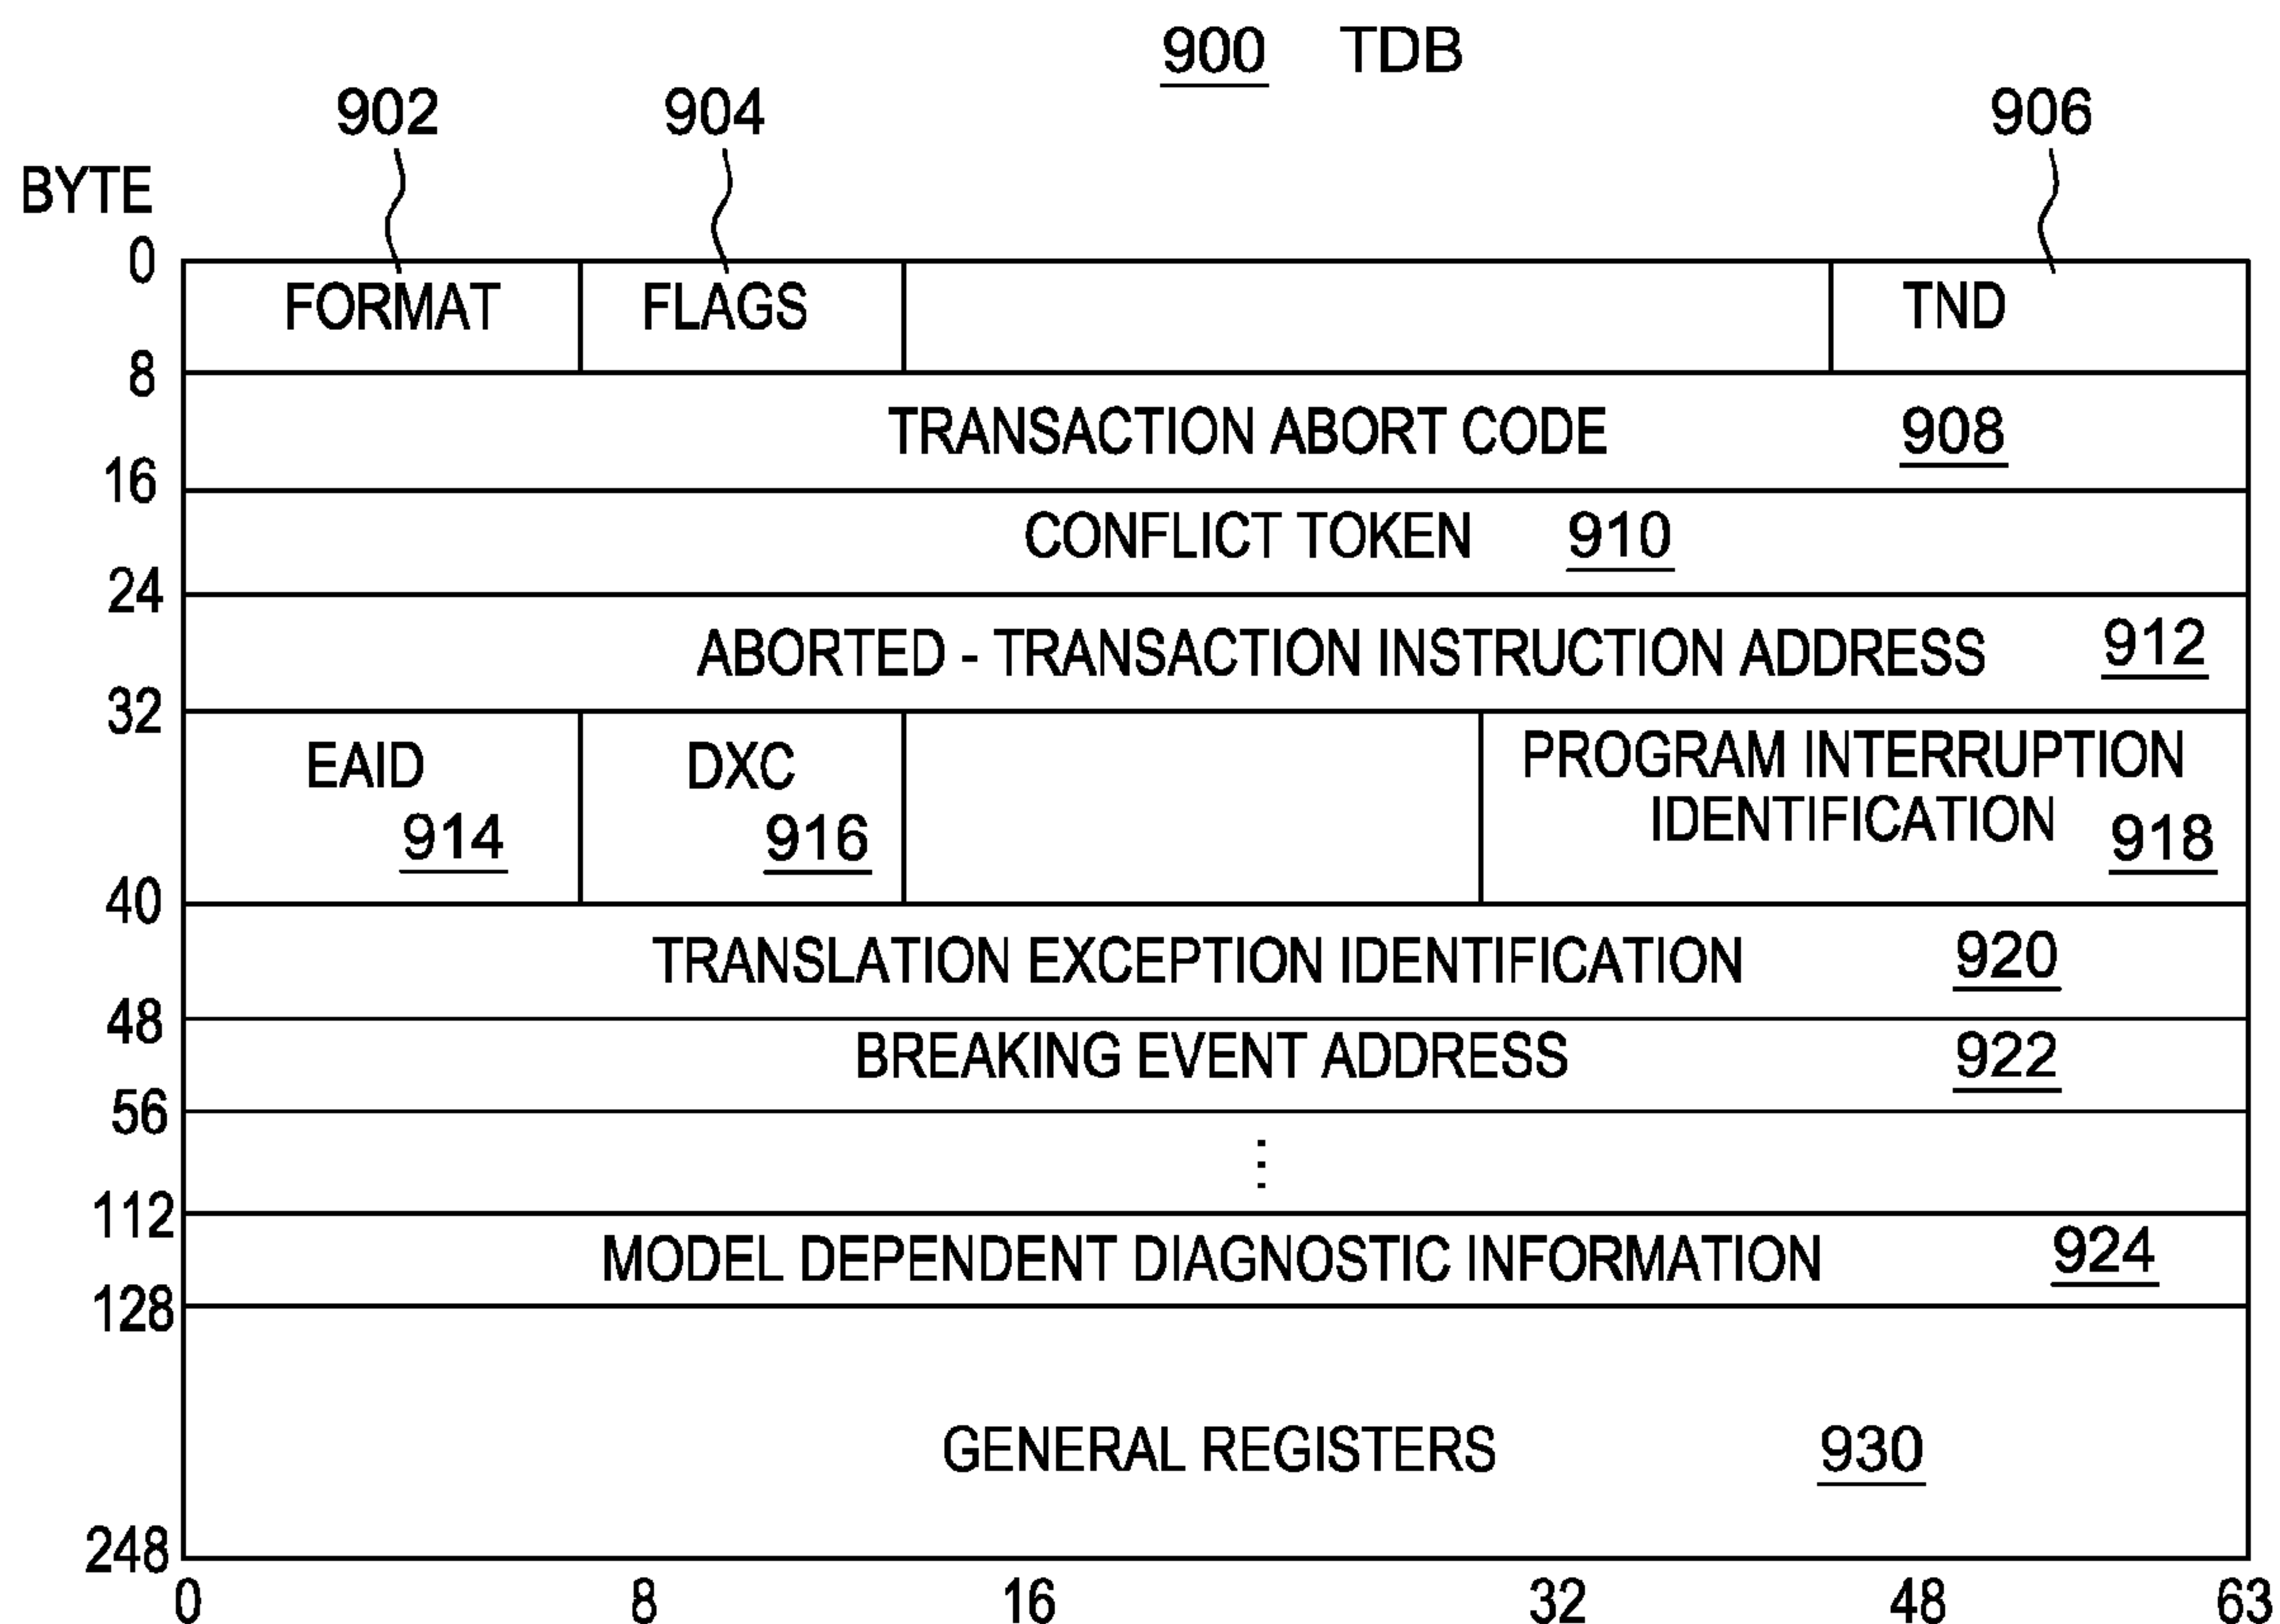 900 TDB
902 904 906
BYTE
0
FORMAT FLAGS TND
8
TRANSACTION ABORT CODE 908
16
CONFLICT TOKEN 910
24
ABORTED - TRANSACTION INSTRUCTION ADDRESS 912
32
EAID DXC PROGRAM INTERRUPTION
914 916 IDENTIFICATION 918
40
TRANSLATION EXCEPTION IDENTIFICATION 920
48
BREAKING EVENT ADDRESS 922
56
⋮
112
MODEL DEPENDENT DIAGNOSTIC INFORMATION 924
128
GENERAL REGISTERS 930
248
0 8 16 32 48 63